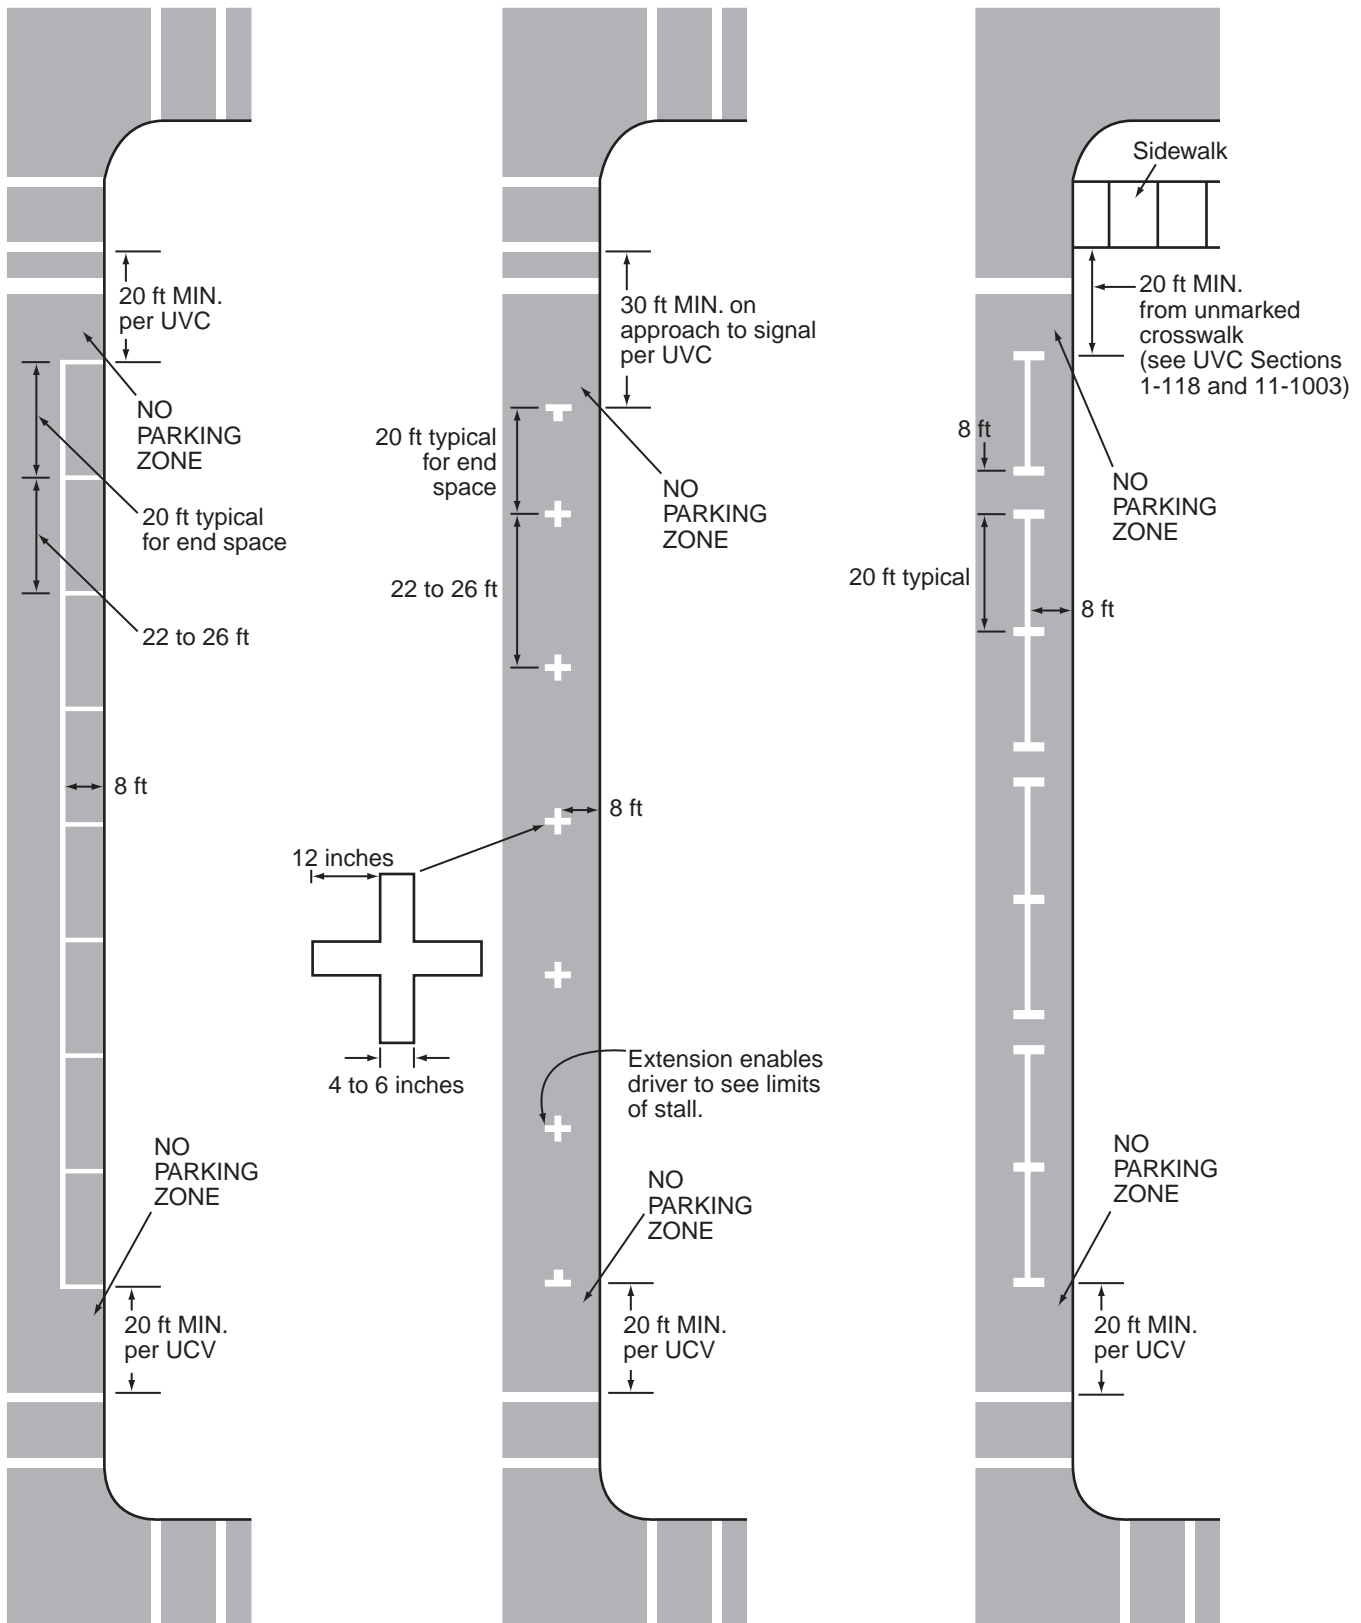 20 ft MIN.
per UVC
NO
PARKING
ZONE
20 ft typical
for end space
22 to 26 ft
8 ft
NO
PARKING
ZONE
20 ft MIN.
per UCV
30 ft MIN. on
approach to signal
per UVC
20 ft typical
for end
space
NO
PARKING
ZONE
22 to 26 ft
8 ft
12 inches
4 to 6 inches
Extension enables
driver to see limits
of stall.
NO
PARKING
ZONE
20 ft MIN.
per UCV
Sidewalk
20 ft MIN.
from unmarked
crosswalk
(see UVC Sections
1-118 and 11-1003)
8 ft
NO
PARKING
ZONE
20 ft typical
8 ft
NO
PARKING
ZONE
20 ft MIN.
per UCV